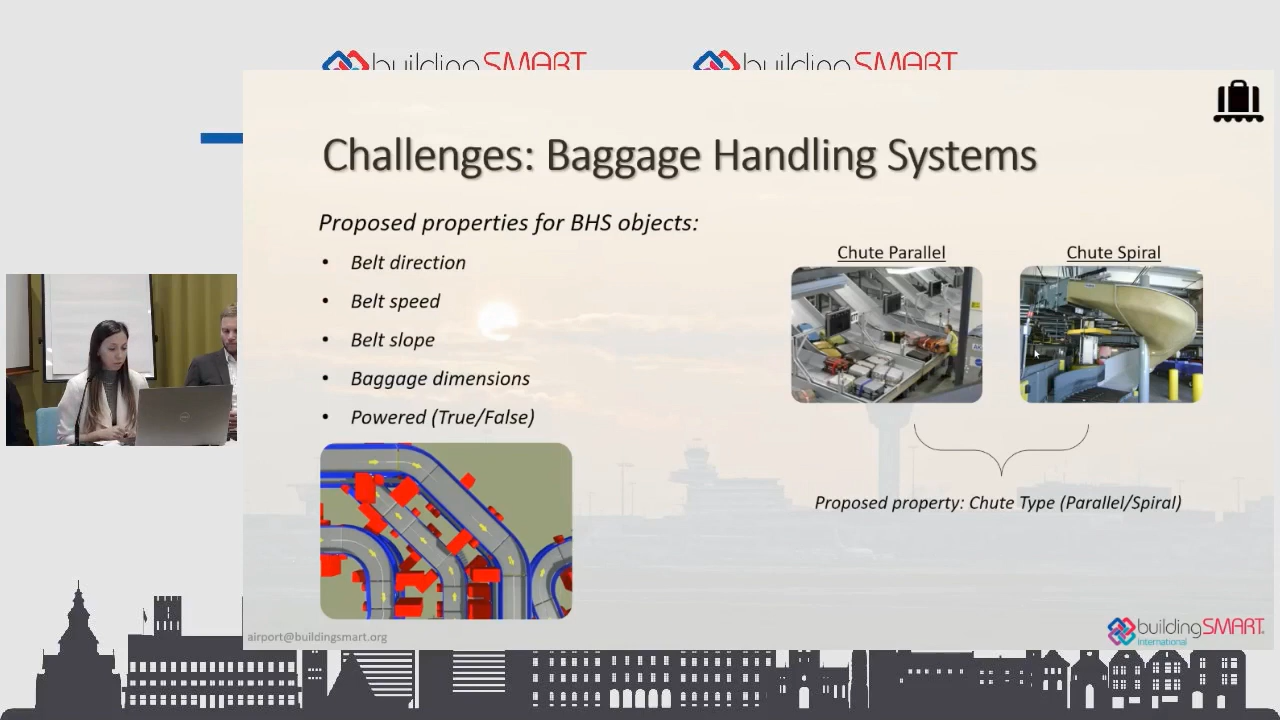 buildingSMART
buildingSMART
Challenges: Baggage Handling Systems
Proposed properties for BHS objects:
• Belt direction
• Belt speed
• Belt slope
• Baggage dimensions
• Powered (True/False)
Chute Parallel
Chute Spiral
Proposed property: Chute Type (Parallel/Spiral)
airport@buildingsmart.org
buildingSMART
International